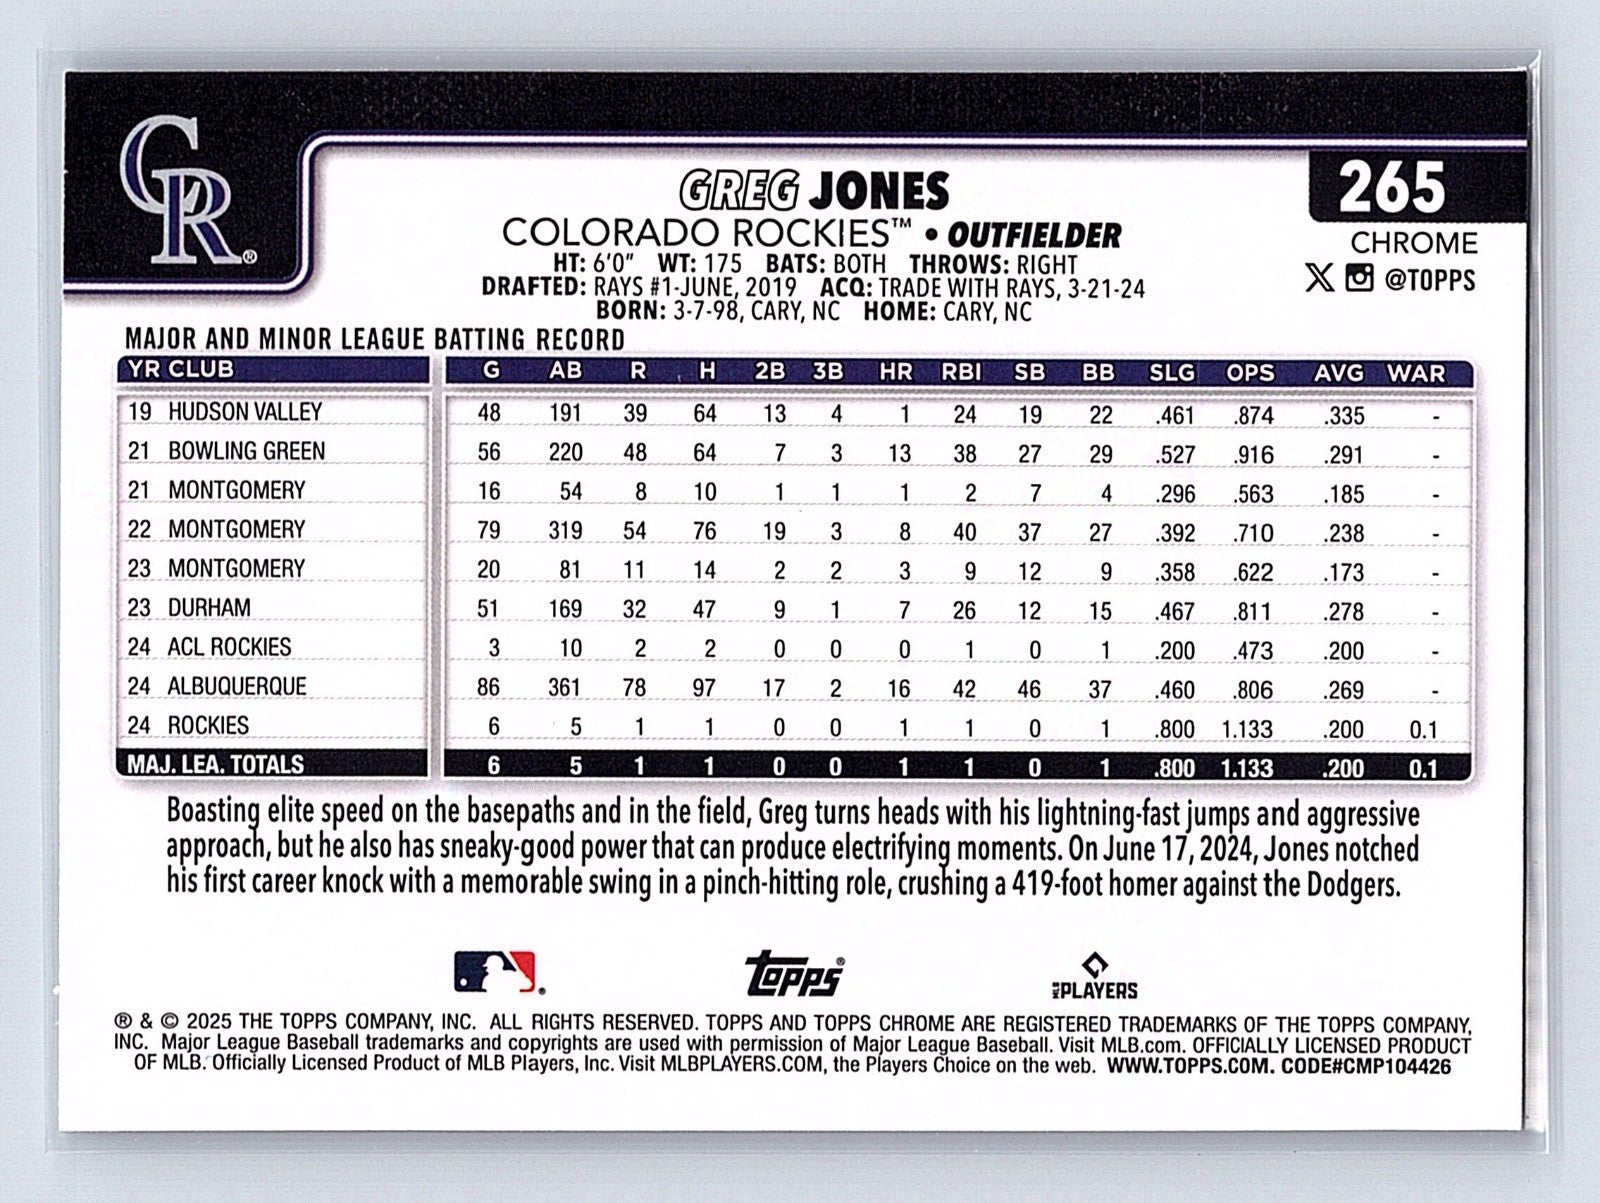 CR®
GREG JONES
265
COLORADO ROCKIES™ • OUTFIELDER
CHROME
HT: 6'0" WT: 175 BATS: BOTH THROWS: RIGHT
X @TOPPS
DRAFTED: RAYS #1-JUNE, 2019 ACQ: TRADE WITH RAYS, 3-21-24
BORN: 3-7-98, CARY, NC HOME: CARY, NC
MAJOR AND MINOR LEAGUE BATTING RECORD
YR CLUB G AB R H 2B 3B HR RBI SB BB SLG OPS AVG WAR
19 HUDSON VALLEY 48 191 39 64 13 4 1 24 19 22 .461 .874 .335 -
21 BOWLING GREEN 56 220 48 64 7 3 13 38 27 29 .527 .916 .291 -
21 MONTGOMERY 16 54 8 10 1 1 1 2 7 4 .296 .563 .185 -
22 MONTGOMERY 79 319 54 76 19 3 8 40 37 27 .392 .710 .238 -
23 MONTGOMERY 20 81 11 14 2 2 3 9 12 9 .358 .622 .173 -
23 DURHAM 51 169 32 47 9 1 7 26 12 15 .467 .811 .278 -
24 ACL ROCKIES 3 10 2 2 0 0 0 1 0 1 .200 .473 .200 -
24 ALBUQUERQUE 86 361 78 97 17 2 16 42 46 37 .460 .806 .269 -
24 ROCKIES 6 5 1 1 0 0 1 1 0 1 .800 1.133 .200 0.1
MAJ. LEA. TOTALS 6 5 1 1 0 0 1 1 0 1 .800 1.133 .200 0.1
Boasting elite speed on the basepaths and in the field, Greg turns heads with his lightning-fast jumps and aggressive
approach, but he also has sneaky-good power that can produce electrifying moments. On June 17, 2024, Jones notched
his first career knock with a memorable swing in a pinch-hitting role, crushing a 419-foot homer against the Dodgers.
topps® MLB PLAYERS
® & © 2025 THE TOPPS COMPANY, INC. ALL RIGHTS RESERVED. TOPPS AND TOPPS CHROME ARE REGISTERED TRADEMARKS OF THE TOPPS COMPANY,
INC. Major League Baseball trademarks and copyrights are used with permission of Major League Baseball. Visit MLB.com. OFFICIALLY LICENSED PRODUCT
OF MLB. Officially Licensed Product of MLB Players, Inc. Visit MLBPLAYERS.COM, the Players Choice on the web. WWW.TOPPS.COM. CODE#CMP104426